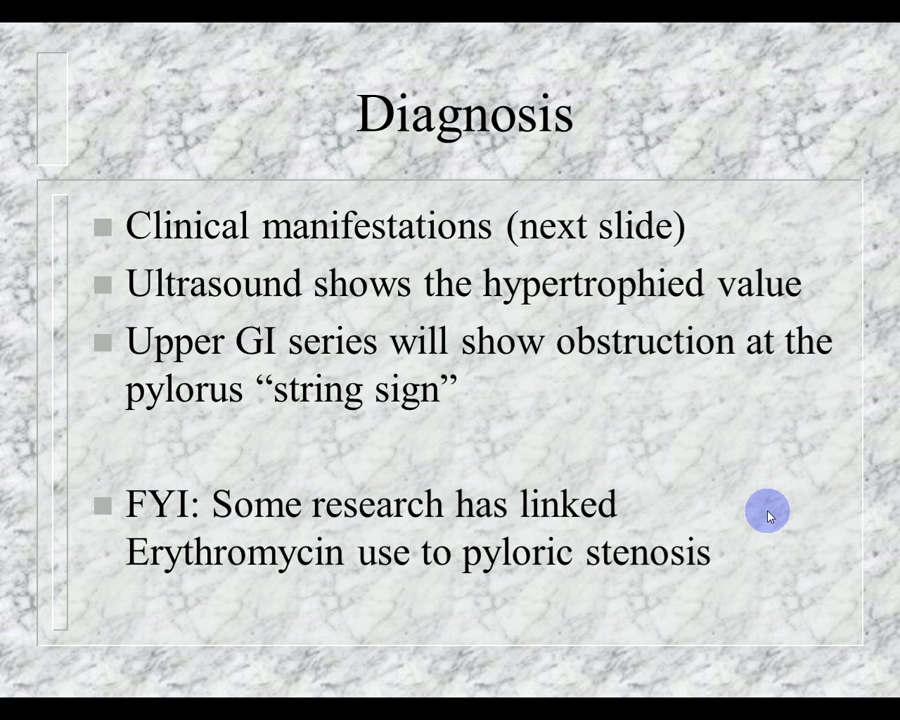 Diagnosis
Clinical manifestations (next slide)
Ultrasound shows the hypertrophied value
Upper GI series will show obstruction at the
pylorus “string sign”
FYI: Some research has linked
Erythromycin use to pyloric stenosis